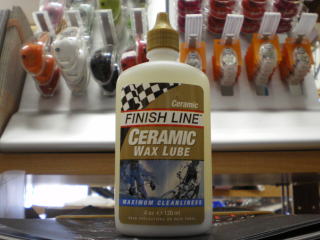 Ceramic
FINISH LINE
CERAMIC
WAX LUBE
MAXIMUM CLEANLINESS
4 oz. e 120 ml